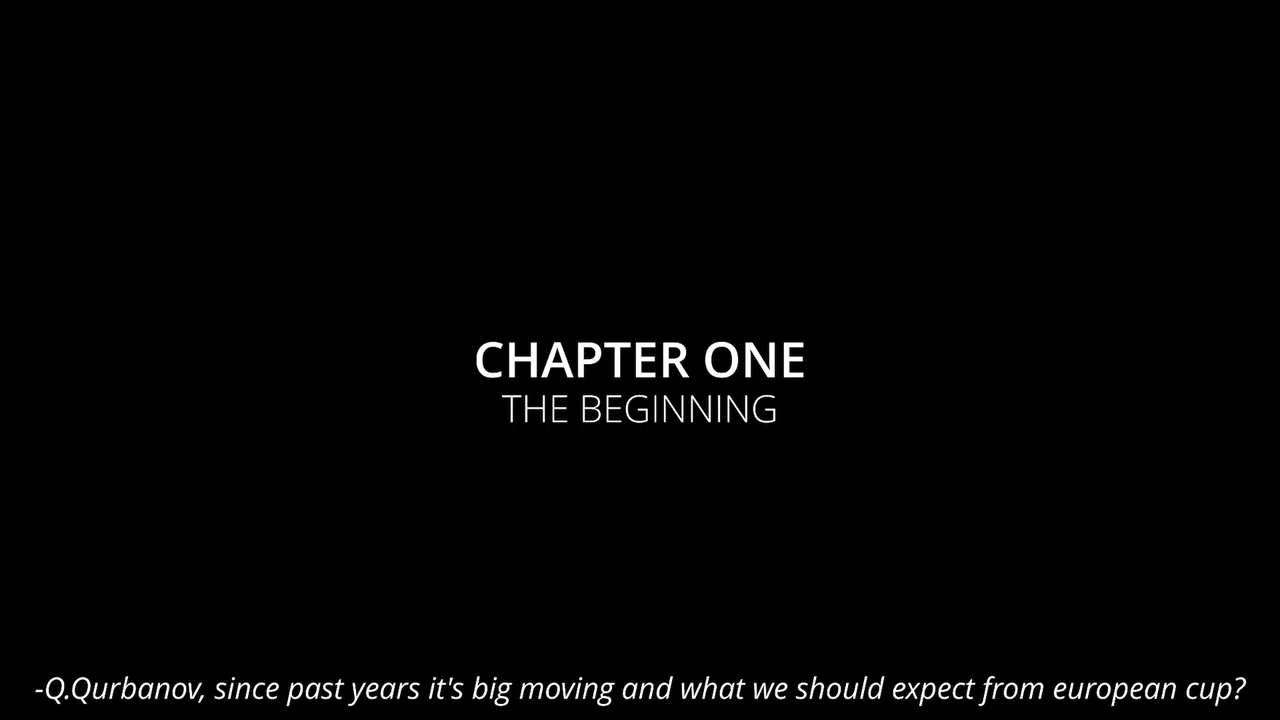 CHAPTER ONE
THE BEGINNING
-Q.Qurbanov, since past years it's big moving and what we should expect from european cup?